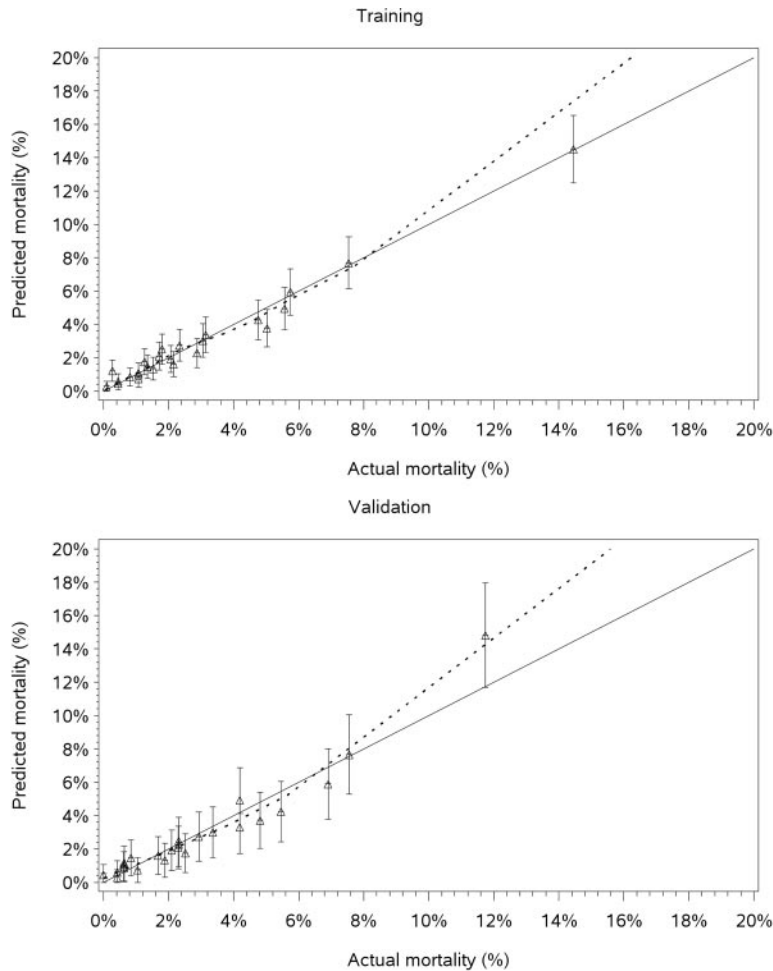 Training
20%
18%
16%
14%
12%
10%
8%
6%
4%
2%
0%
Predicted mortality (%)
0% 2% 4% 6% 8% 10% 12% 14% 16% 18% 20%
Actual mortality (%)
Validation
20%
18%
16%
14%
12%
10%
8%
6%
4%
2%
0%
Predicted mortality (%)
0% 2% 4% 6% 8% 10% 12% 14% 16% 18% 20%
Actual mortality (%)